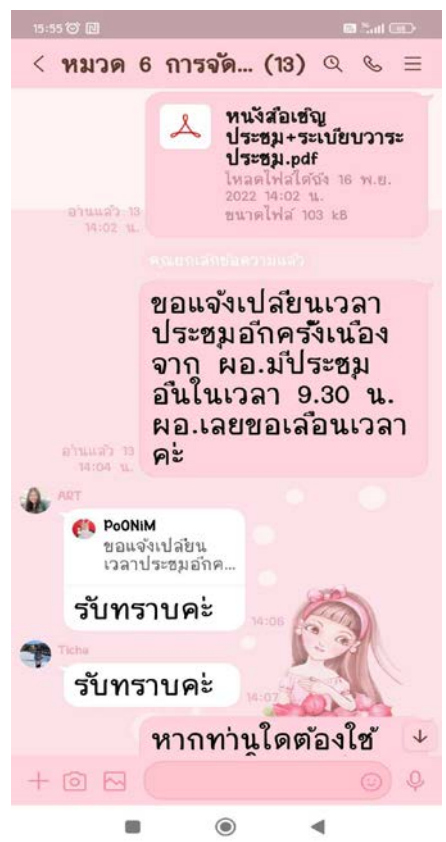 15:55
< หมวด 6 การจัด... (13)
หนังสือเชิญ
ประชุม+ระเบียบวาระ
ประชุม.pdf
โหลดไฟล์ได้ถึง 16 พ.ย.
2022 14:02 น.
ขนาดไฟล์ 103 kB
อ่านแล้ว 13
14:02 น.
คุณยกเลิกข้อความแล้ว
ขอแจ้งเปลี่ยนเวลา
ประชุมอีกครั้งเนื่อง
จาก ผอ.มีประชุม
อื่นในเวลา 9.30 น.
ผอ.เลยขอเลื่อนเวลา
ค่ะ
อ่านแล้ว 13
14:04 น.
ART
PoONiM
ขอแจ้งเปลี่ยน
เวลาประชุมอีกค...
รับทราบค่ะ
14:06
Ticha
รับทราบค่ะ
14:07
หากท่านใดต้องใช้